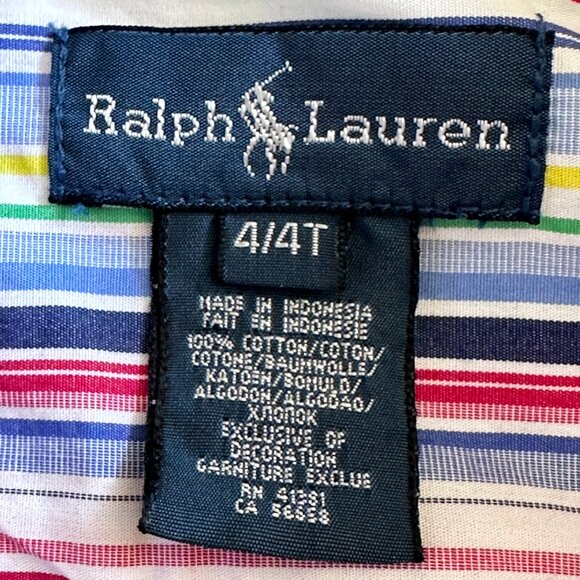 Ralph Lauren
4/4T
MADE IN INDONESIA
FAIT EN INDONESIE
100% COTTON/COTON/
COTONE/BAUMWOLLE/
KATOEN/BOMULD/
ALGODON/ALGODAO/
ХЛОПОК
EXCLUSIVE OF
DECORATION
GARNITURE EXCLUE
RN 41381
CA 56858